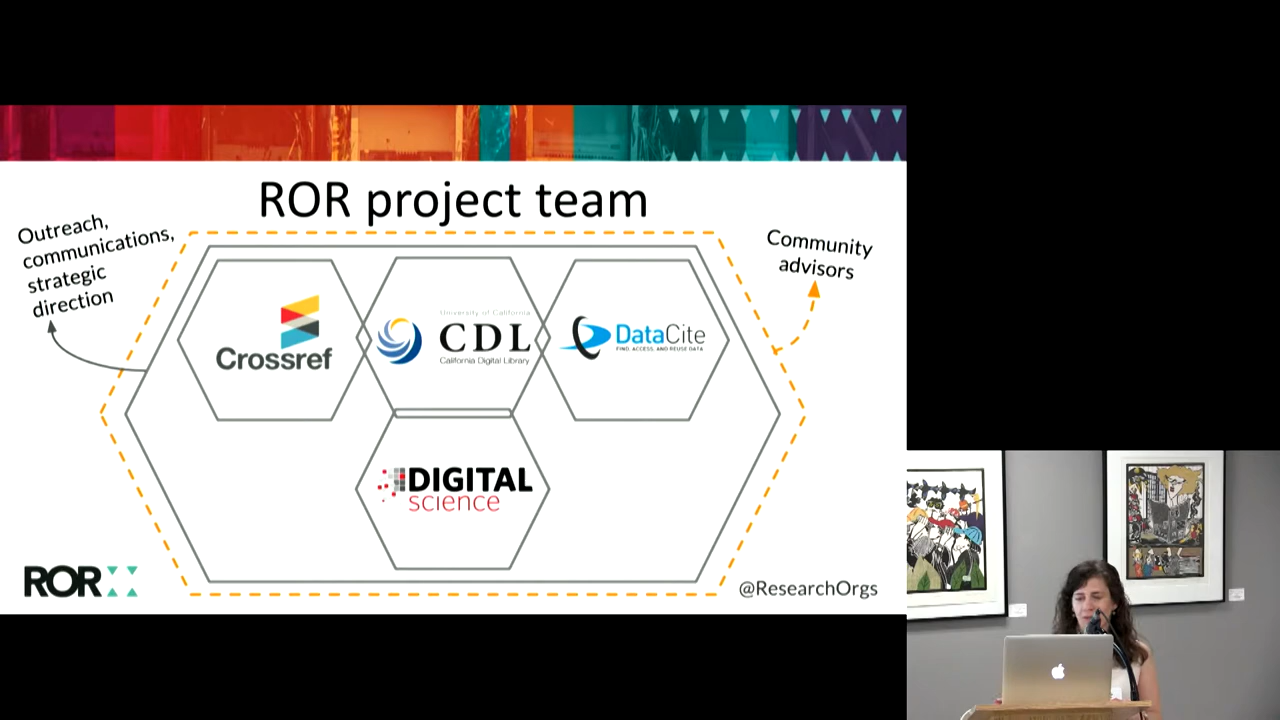 ROR project team
Outreach,
communications,
strategic
direction
Community
advisors
Crossref
University of California
CDL
California Digital Library
DataCite
FIND, ACCESS, AND REUSE DATA
DIGITAL
science
ROR
@ResearchOrgs